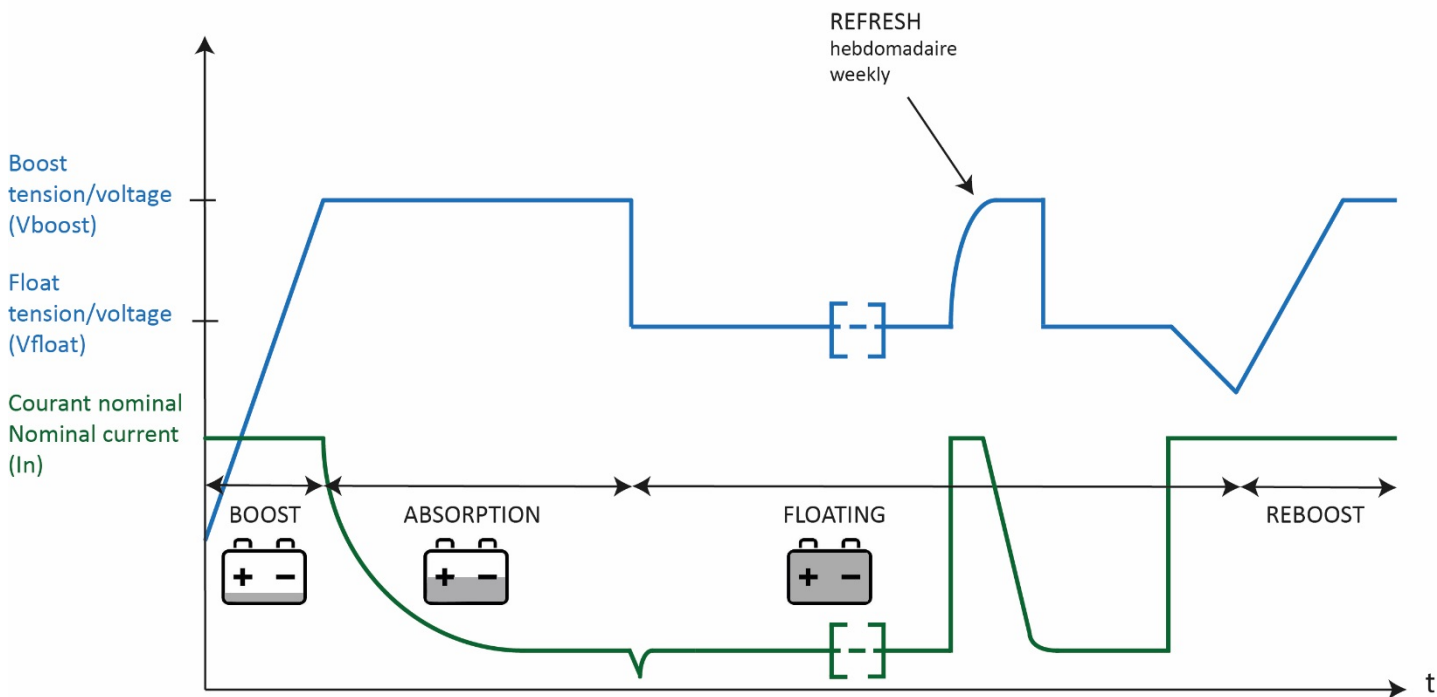 REFRESH
hebdomadaire
weekly
Boost
tension/voltage
(Vboost)
Float
tension/voltage
(Vfloat)
Courant nominal
Nominal current
(In)
BOOST
ABSORPTION
FLOATING
REBOOST
+ −
+ −
+ −
t